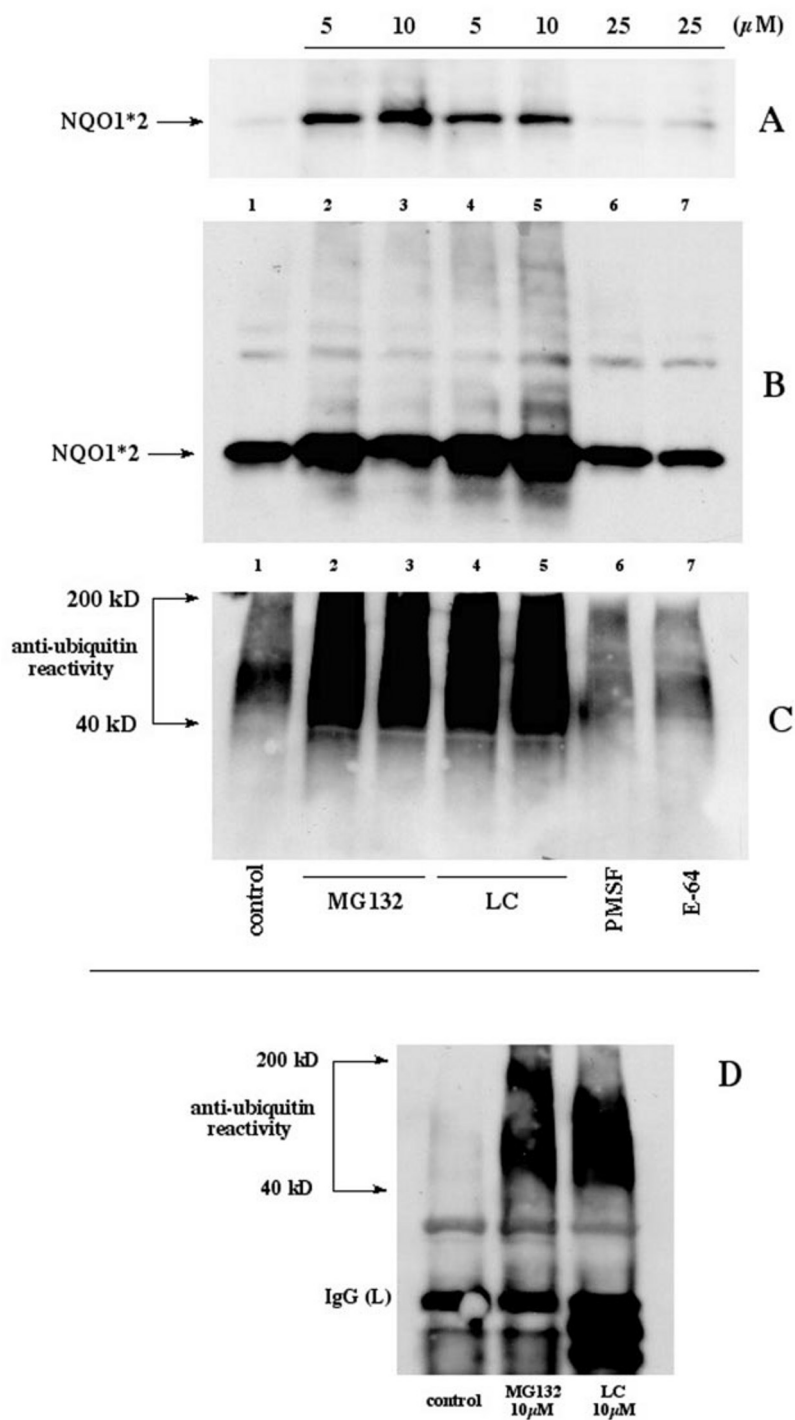 5 10 5 10 25 25 (µM)
NQO1*2
A
1 2 3 4 5 6 7
B
NQO1*2
1 2 3 4 5 6 7
200 kD
anti-ubiquitin
reactivity
40 kD
C
control
MG132
LC
PMSF
E-64
D
200 kD
anti-ubiquitin
reactivity
40 kD
IgG (L)
control
MG132
10µM
LC
10µM